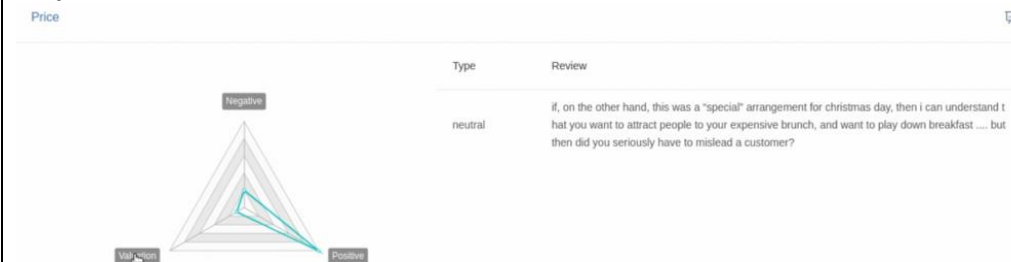 Price
Type Review
Negative
if, on the other hand, this was a "special" arrangement for christmas day, then i can understand t
neutral hat you want to attract people to your expensive brunch, and want to play down breakfast .... but
then did you seriously have to mislead a customer?
Positive